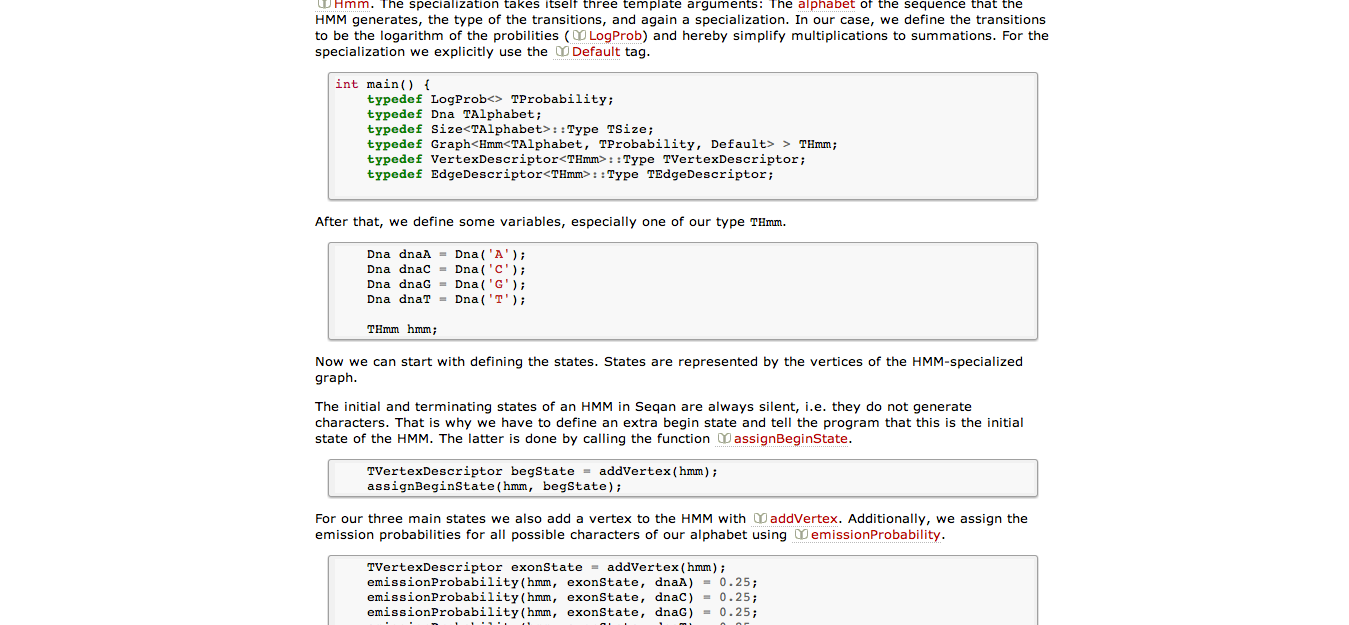 Hmm. The specialization takes itself three template arguments: The alphabet of the sequence that the
HMM generates, the type of the transitions, and again a specialization. In our case, we define the transitions
to be the logarithm of the probilities ( LogProb) and hereby simplify multiplications to summations. For the
specialization we explicitly use the Default tag.
int main() {
    typedef LogProb<> TProbability;
    typedef Dna TAlphabet;
    typedef Size<TAlphabet>::Type TSize;
    typedef Graph<Hmm<TAlphabet, TProbability, Default> > THmm;
    typedef VertexDescriptor<THmm>::Type TVertexDescriptor;
    typedef EdgeDescriptor<THmm>::Type TEdgeDescriptor;
After that, we define some variables, especially one of our type THmm.
    Dna dnaA = Dna('A');
    Dna dnaC = Dna('C');
    Dna dnaG = Dna('G');
    Dna dnaT = Dna('T');
    THmm hmm;
Now we can start with defining the states. States are represented by the vertices of the HMM-specialized
graph.
The initial and terminating states of an HMM in Seqan are always silent, i.e. they do not generate
characters. That is why we have to define an extra begin state and tell the program that this is the initial
state of the HMM. The latter is done by calling the function assignBeginState.
    TVertexDescriptor begState = addVertex(hmm);
    assignBeginState(hmm, begState);
For our three main states we also add a vertex to the HMM with addVertex. Additionally, we assign the
emission probabilities for all possible characters of our alphabet using emissionProbability.
    TVertexDescriptor exonState = addVertex(hmm);
    emissionProbability(hmm, exonState, dnaA) = 0.25;
    emissionProbability(hmm, exonState, dnaC) = 0.25;
    emissionProbability(hmm, exonState, dnaG) = 0.25;